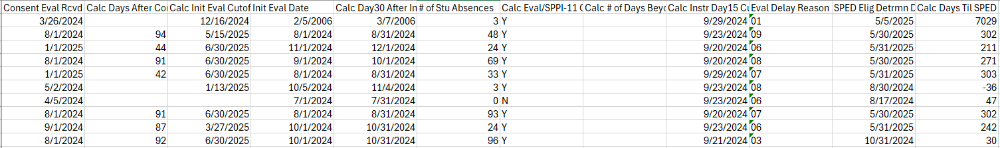 Consent Eval Rcvd Calc Days After Con Calc Init Eval Cutof Init Eval Date Calc Day30 After In # of Stu Absences Calc Eval/SPPI-11 C Calc # of Days Beyo Calc Instr Day15 Cu Eval Delay Reason SPED Elig Detrmn D Calc Days Til SPED
3/26/2024 12/16/2024 2/5/2006 3/7/2006 3 Y 9/29/2024 01 5/5/2025 7029
8/1/2024 94 5/15/2025 8/1/2024 8/31/2024 48 Y 9/23/2024 09 5/30/2025 302
1/1/2025 44 6/30/2025 11/1/2024 12/1/2024 24 Y 9/20/2024 06 5/31/2025 211
8/1/2024 91 6/30/2025 9/1/2024 10/1/2024 69 Y 9/20/2024 08 5/30/2025 271
1/1/2025 42 6/30/2025 8/1/2024 8/31/2024 33 Y 9/29/2024 07 5/31/2025 303
5/2/2024 1/13/2025 10/5/2024 11/4/2024 3 Y 9/23/2024 08 8/30/2024 -36
4/5/2024 7/1/2024 7/31/2024 0 N 9/23/2024 06 8/17/2024 47
8/1/2024 91 6/30/2025 8/1/2024 8/31/2024 93 Y 9/20/2024 07 5/30/2025 302
9/1/2024 87 3/27/2025 10/1/2024 10/31/2024 24 Y 9/23/2024 06 5/31/2025 242
8/1/2024 92 6/30/2025 10/1/2024 10/31/2024 96 Y 9/21/2024 03 10/31/2024 30